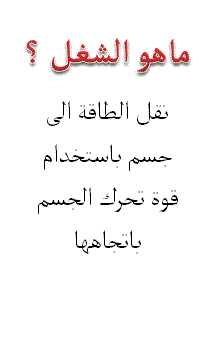 ماهو الشغل ؟
نقل الطاقة الى
جسم باستخدام
قوة تحرك الجسم
باتجاهها